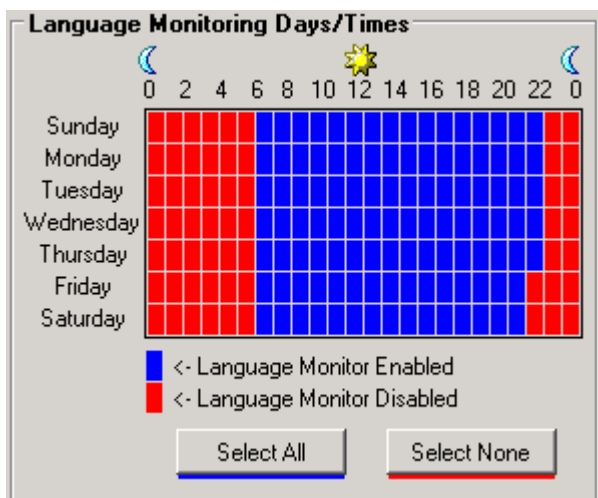 Language Monitoring Days/Times
0 2 4 6 8 10 12 14 16 18 20 22 0
Sunday
Monday
Tuesday
Wednesday
Thursday
Friday
Saturday
<- Language Monitor Enabled
<- Language Monitor Disabled
Select All Select None